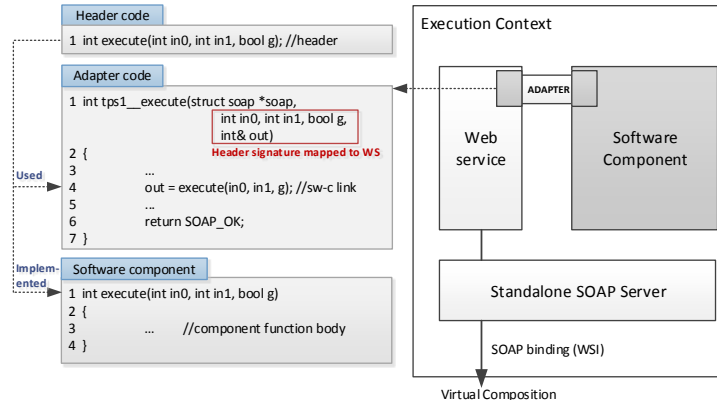 Header code
1 int execute(int in0, int in1, bool g); //header
Adapter code
1 int tps1__execute(struct soap *soap,
int in0, int in1, bool g,
int& out)
Header signature mapped to WS
2 {
3 ...
4 out = execute(in0, in1, g); //sw-c link
5 ...
6 return SOAP_OK;
7 }
Used
Implem-
ented
Software component
1 int execute(int in0, int in1, bool g)
2 {
3 ... //component function body
4 }
Execution Context
ADAPTER
Web
service
Software
Component
Standalone SOAP Server
SOAP binding (WSI)
Virtual Composition